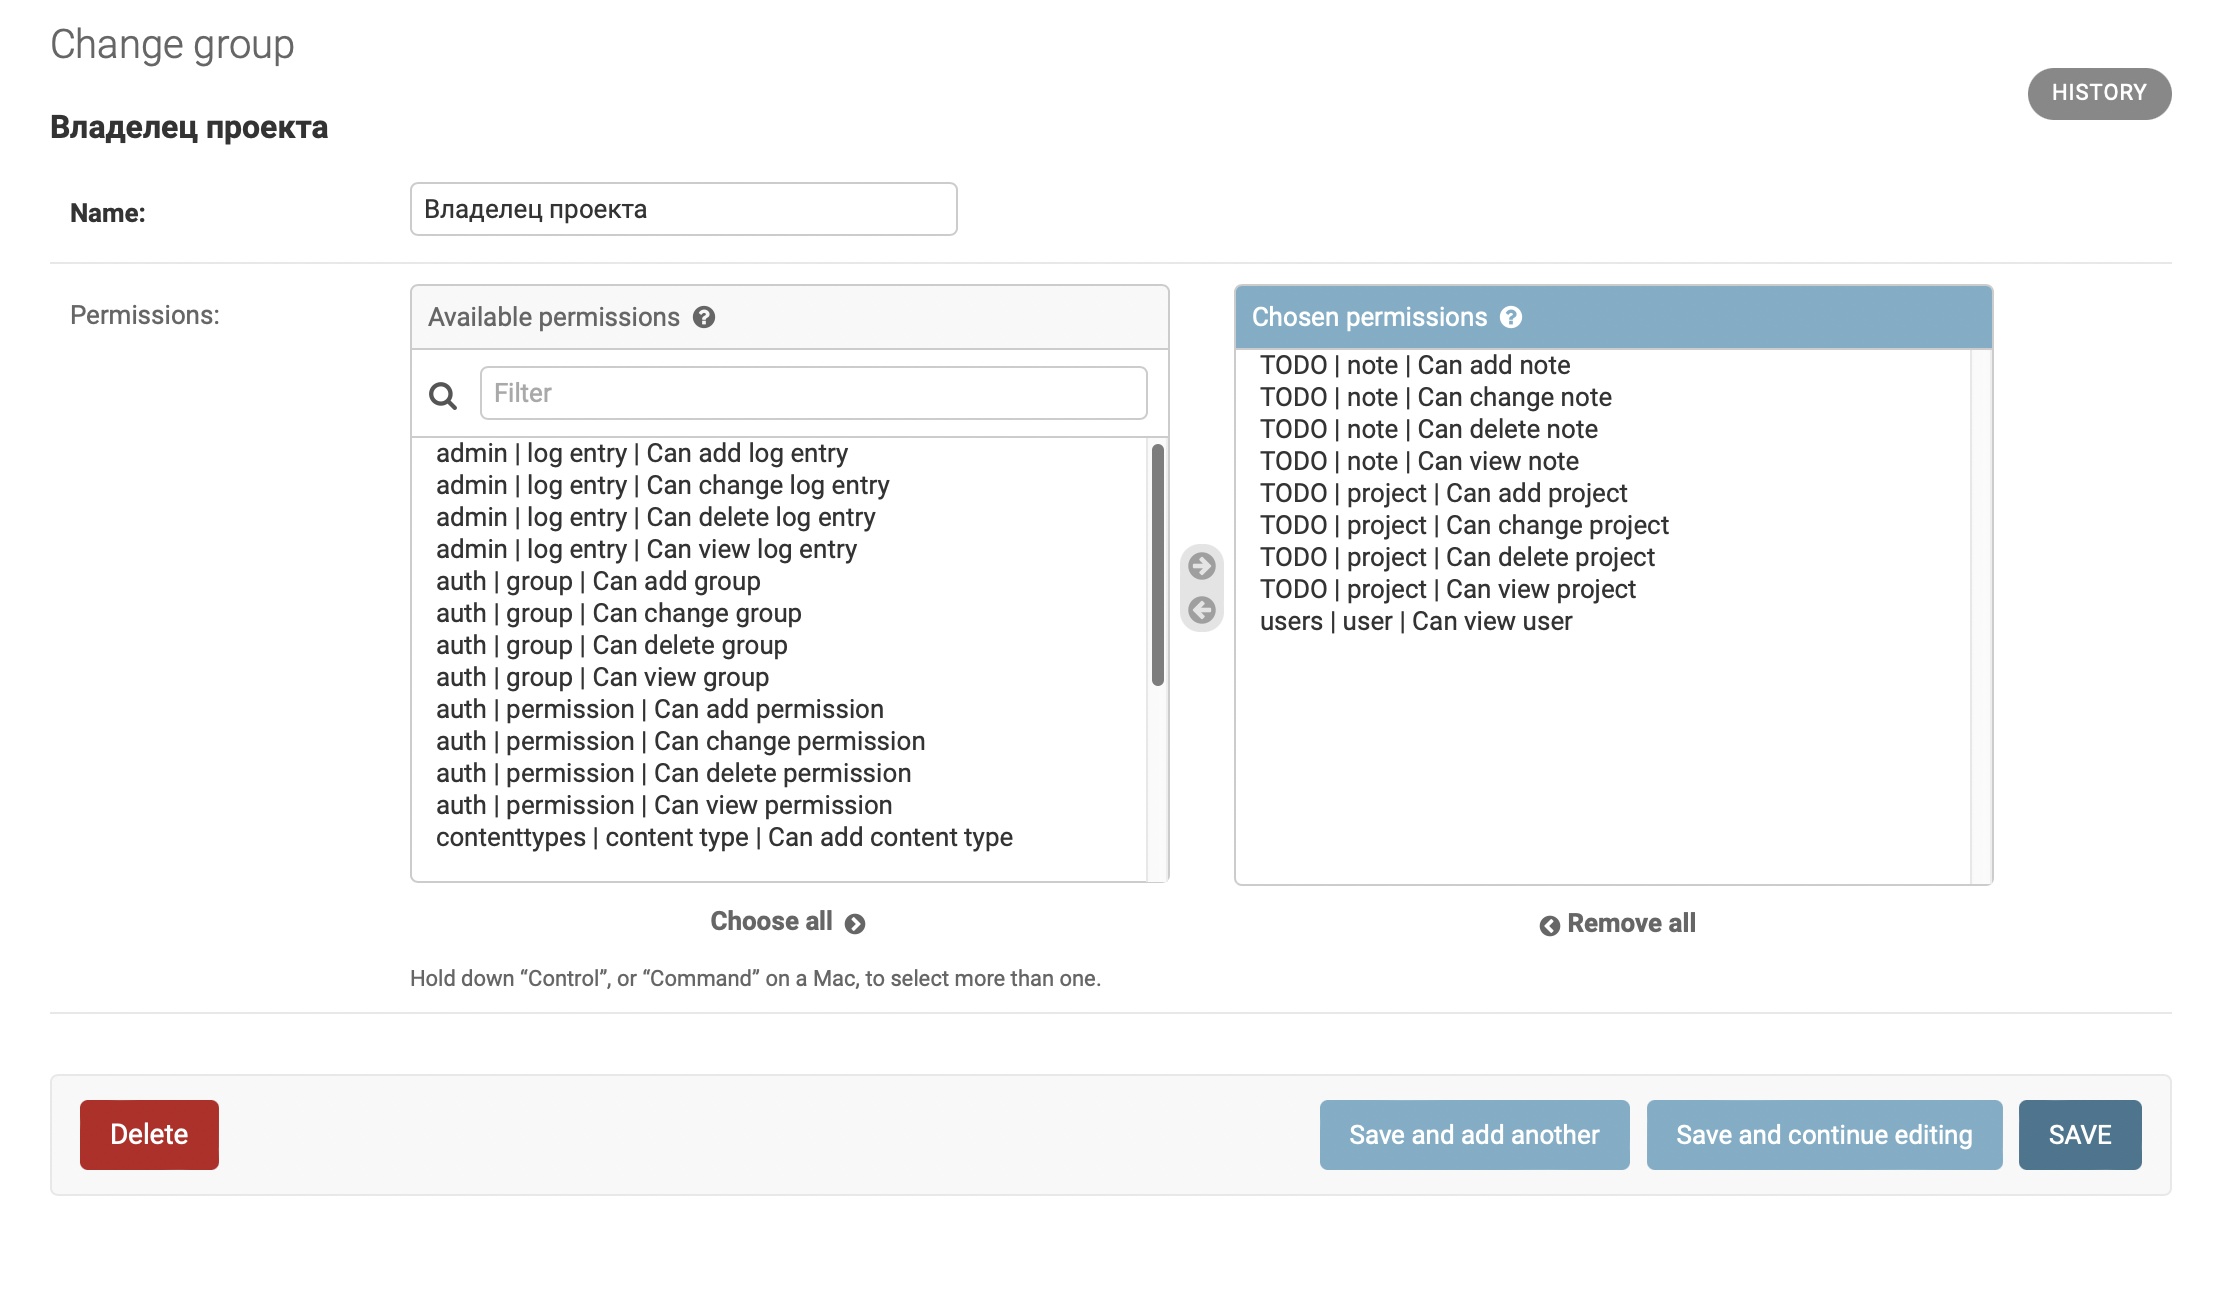 Change group
HISTORY
Владелец проекта
Name:
Владелец проекта
Permissions:
Available permissions
Filter
admin | log entry | Can add log entry
admin | log entry | Can change log entry
admin | log entry | Can delete log entry
admin | log entry | Can view log entry
auth | group | Can add group
auth | group | Can change group
auth | group | Can delete group
auth | group | Can view group
auth | permission | Can add permission
auth | permission | Can change permission
auth | permission | Can delete permission
auth | permission | Can view permission
contenttypes | content type | Can add content type
Choose all
Chosen permissions
TODO | note | Can add note
TODO | note | Can change note
TODO | note | Can delete note
TODO | note | Can view note
TODO | project | Can add project
TODO | project | Can change project
TODO | project | Can delete project
TODO | project | Can view project
users | user | Can view user
Remove all
Hold down “Control”, or “Command” on a Mac, to select more than one.
Delete
Save and add another
Save and continue editing
SAVE